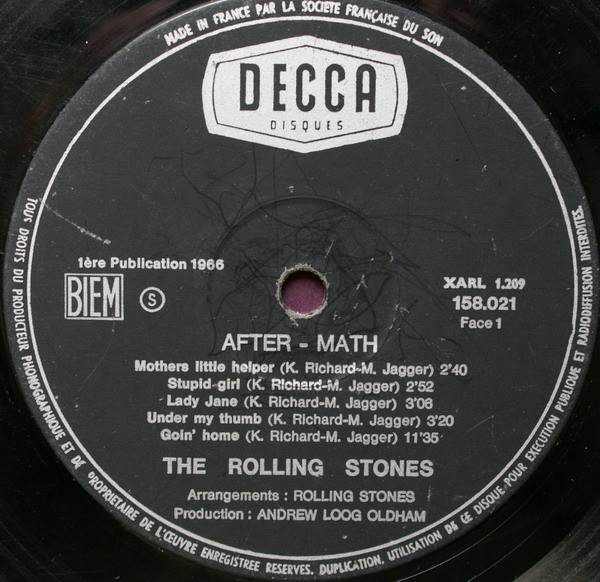 MADE IN FRANCE PAR LA SOCIETE FRANÇAISE DU SON
DECCA
DISQUES
1ère Publication 1966
BIEM
S
XARL 1.209
158.021
Face 1
AFTER - MATH
Mothers little helper (K. Richard-M. Jagger) 2'40
Stupid girl (K. Richard-M. Jagger) 2'52
Lady Jane (K. Richard-M. Jagger) 3'06
Under my thumb (K. Richard-M. Jagger) 3'20
Goin' home (K. Richard-M. Jagger) 11'35
THE ROLLING STONES
Arrangements : ROLLING STONES
Production : ANDREW LOOG OLDHAM
TOUS DROITS DU PRODUCTEUR PHONOGRAPHIQUE ET DE PROPRIETAIRE DE L'ŒUVRE ENREGISTREE RESERVES. DUPLICATION, UTILISATION DE CE DISQUE POUR EXECUTION PUBLIQUE ET RADIODIFFUSION INTERDITES.